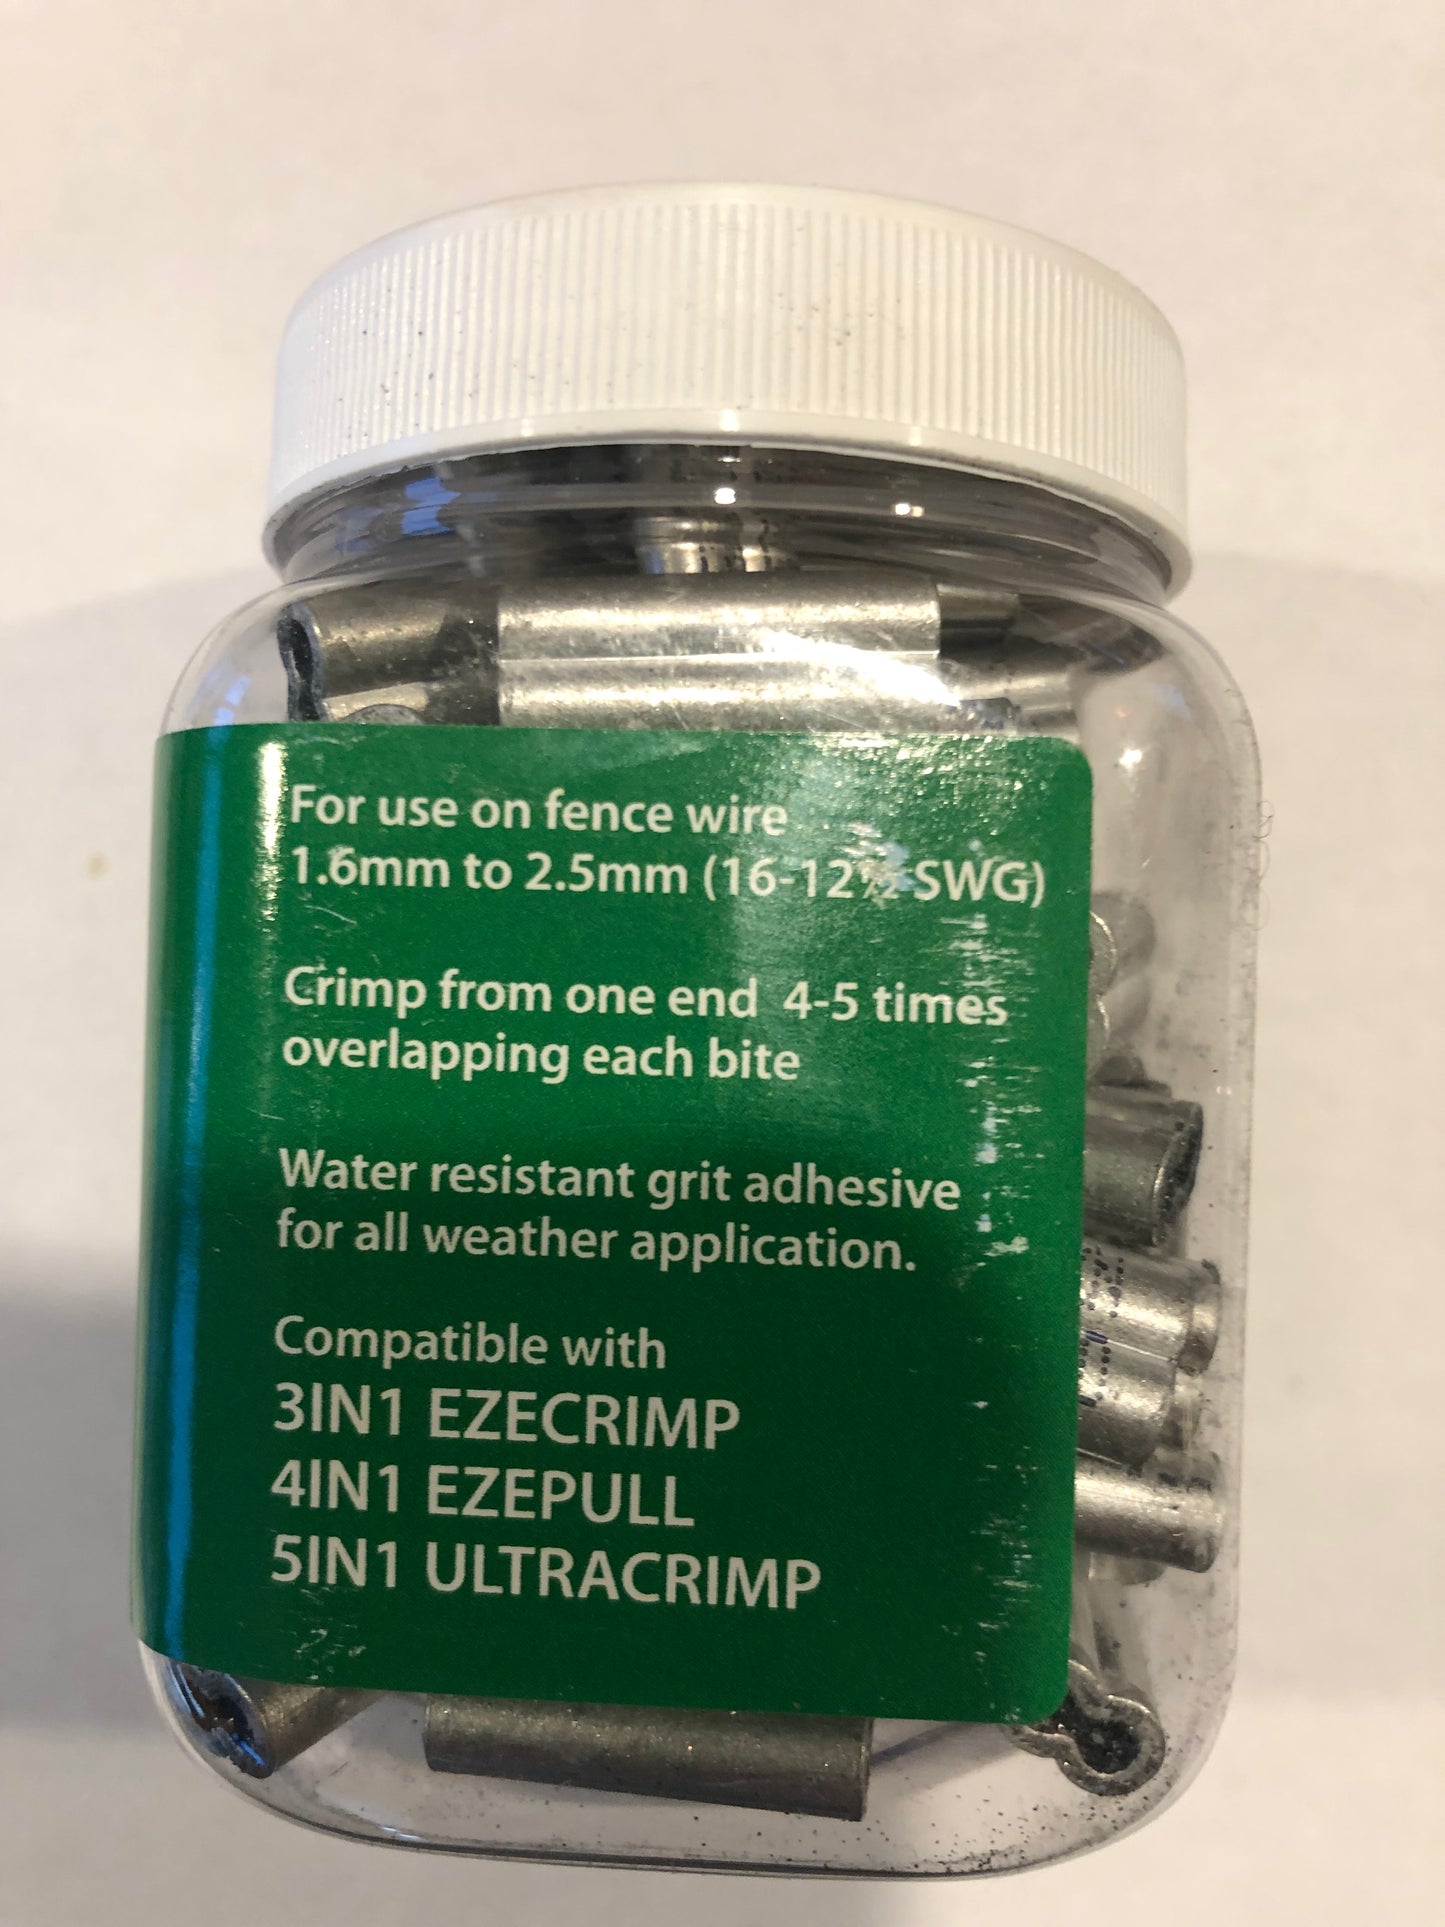 For use on fence wire
1.6mm to 2.5mm (16-12½ SWG)
Crimp from one end 4-5 times
overlapping each bite
Water resistant grit adhesive
for all weather application.
Compatible with
3IN1 EZECRIMP
4IN1 EZEPULL
5IN1 ULTRACRIMP